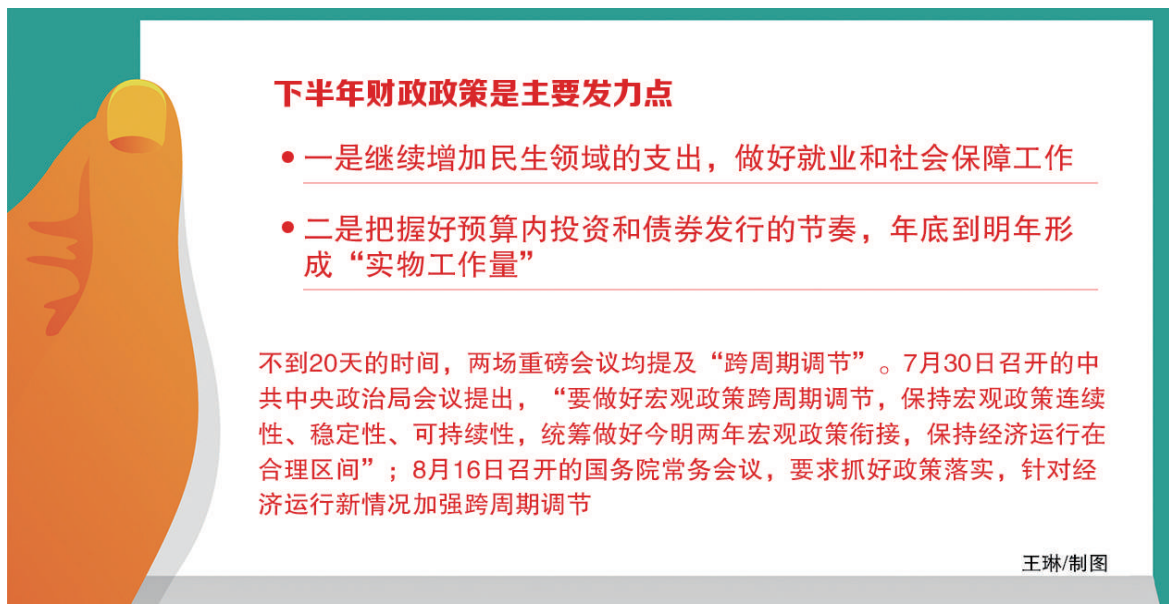 下半年财政政策是主要发力点
● 一是继续增加民生领域的支出，做好就业和社会保障工作
● 二是把握好预算内投资和债券发行的节奏，年底到明年形
成“实物工作量”
不到20天的时间，两场重磅会议均提及“跨周期调节”。7月30日召开的中
共中央政治局会议提出，“要做好宏观政策跨周期调节，保持宏观政策连续
性、稳定性、可持续性，统筹做好今明两年宏观政策衔接，保持经济运行在
合理区间”；8月16日召开的国务院常务会议，要求抓好政策落实，针对经
济运行新情况加强跨周期调节
王琳/制图